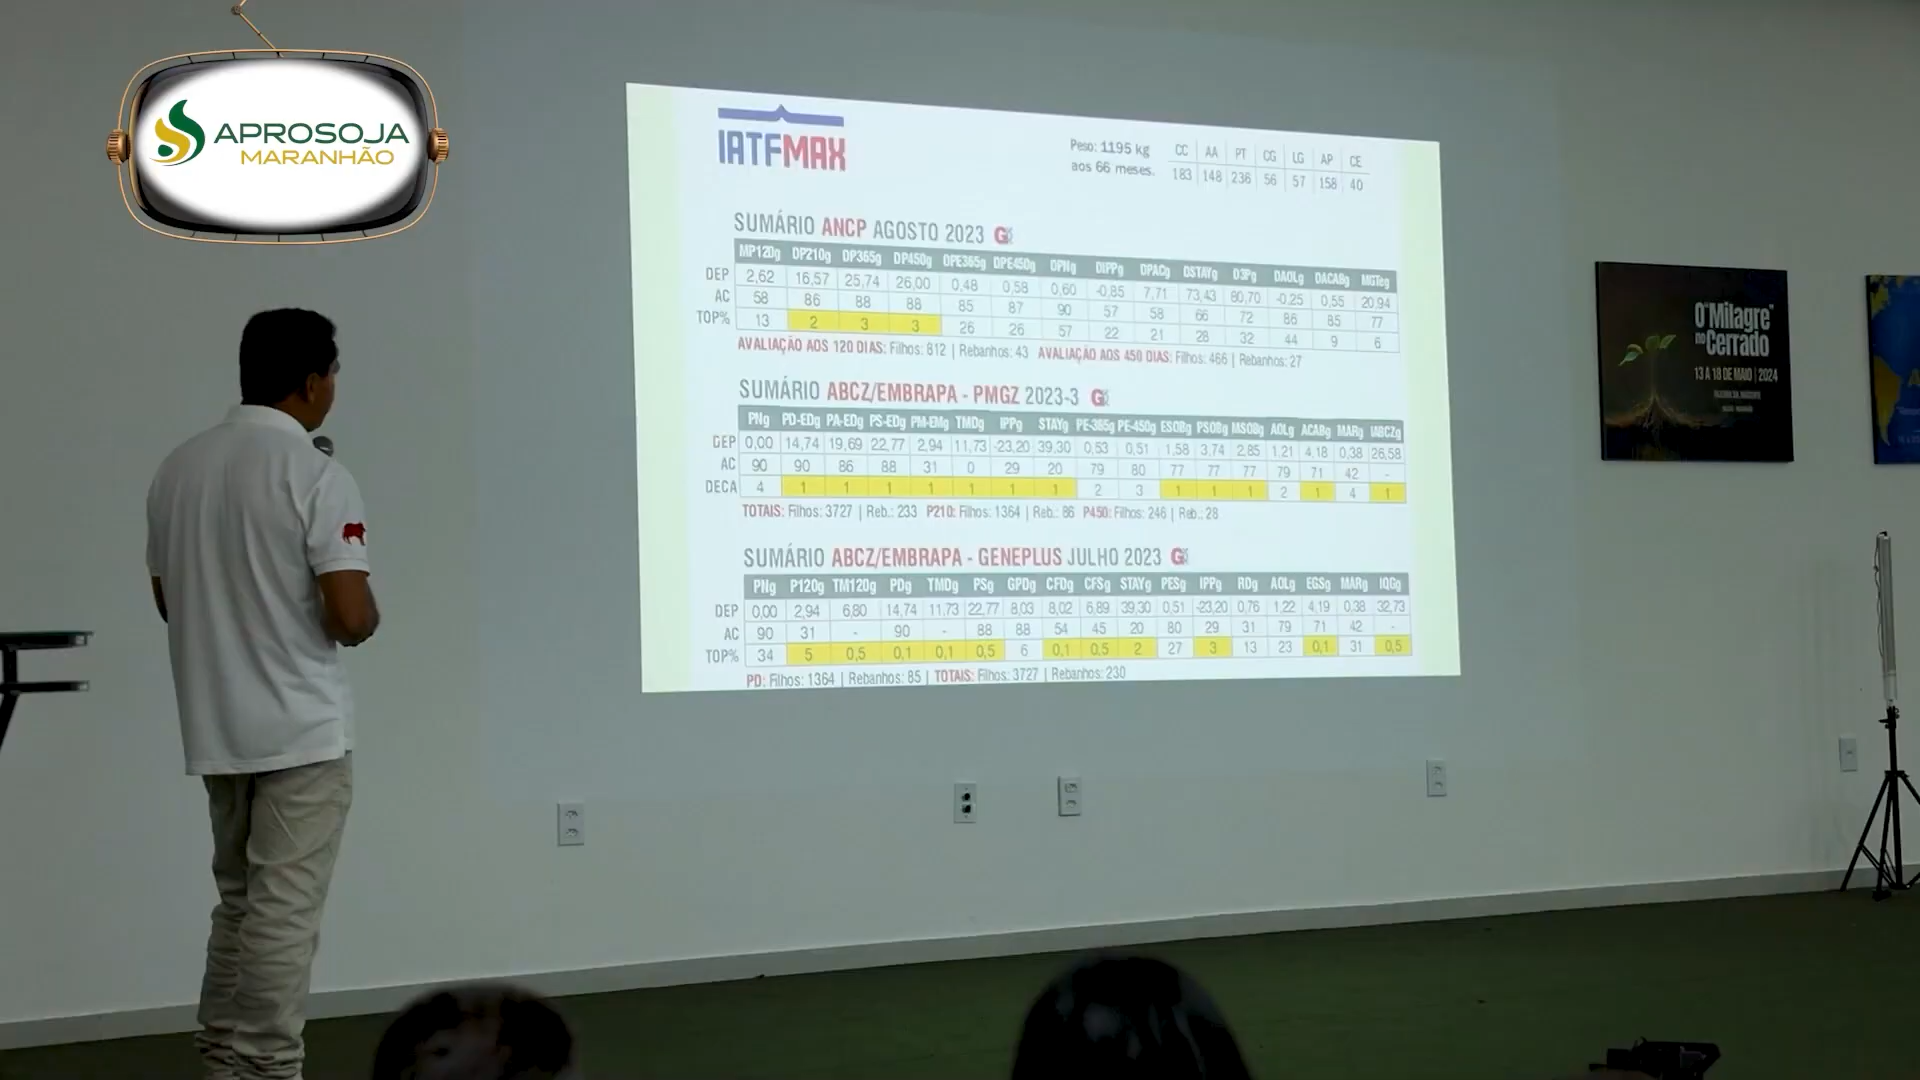 APROSOJA
MARANHÃO
IATFMAX
Peso: 1195 kg
aos 66 meses.
CC AA PT CG LG AP CE
183 148 236 56 57 158 40
SUMÁRIO ANCP AGOSTO 2023 G
MP120g DP210g DP365g DP450g DPE365g DPE450g DPNg DIPPg DPACg DSTAYg D3Pg DAOLg DACABg MGTeg
DEP 2,62 16,57 25,74 26,00 0,48 0,58 0,60 -0,85 7,71 73,43 80,70 -0,25 0,55 20,94
AC 58 86 88 88 85 87 90 57 58 66 72 86 85 77
TOP% 13 2 3 3 26 26 57 22 21 28 32 44 9 6
AVALIAÇÃO AOS 120 DIAS: Filhos: 812 | Rebanhos: 43 AVALIAÇÃO AOS 450 DIAS: Filhos: 466 | Rebanhos: 27
SUMÁRIO ABCZ/EMBRAPA - PMGZ 2023-3 G
PNg PD-EDg PA-EDg PS-EDg PM-EMg TMDg IPPg STAYg PE-365g PE-450g ESOBg PSOBg MSOBg AOLg ACABg MARg IABCZg
DEP 0,00 14,74 19,69 22,77 2,94 11,73 -23,20 39,30 0,53 0,51 1,58 3,74 2,85 1,21 4,18 0,38 26,58
AC 90 90 86 88 31 0 29 20 79 80 77 77 77 79 71 42 -
DECA 4 1 1 1 1 1 1 1 2 3 1 1 1 2 1 4 1
TOTAIS: Filhos: 3727 | Reb.: 233 P210: Filhos: 1364 | Reb.: 86 P450: Filhos: 246 | Reb.: 28
SUMÁRIO ABCZ/EMBRAPA - GENEPLUS JULHO 2023 G
PNg P120g TM120g PDg TMDg PSg GPDg CFDg CFSg STAYg PESg IPPg RDg AOLg EGSg MARg IQGg
DEP 0,00 2,94 6,80 14,74 11,73 22,77 8,03 8,02 6,89 39,30 0,51 -23,20 0,76 1,22 4,19 0,38 32,73
AC 90 31 - 90 - 88 88 54 45 20 80 29 31 79 71 42 -
TOP% 34 5 0,5 0,1 0,1 0,5 6 0,1 0,5 2 27 3 13 23 0,1 31 0,5
PD: Filhos: 1364 | Rebanhos: 85 | TOTAIS: Filhos: 3727 | Rebanhos: 230
O "Milagre"
no Cerrado
13 A 18 DE MAIO | 2024